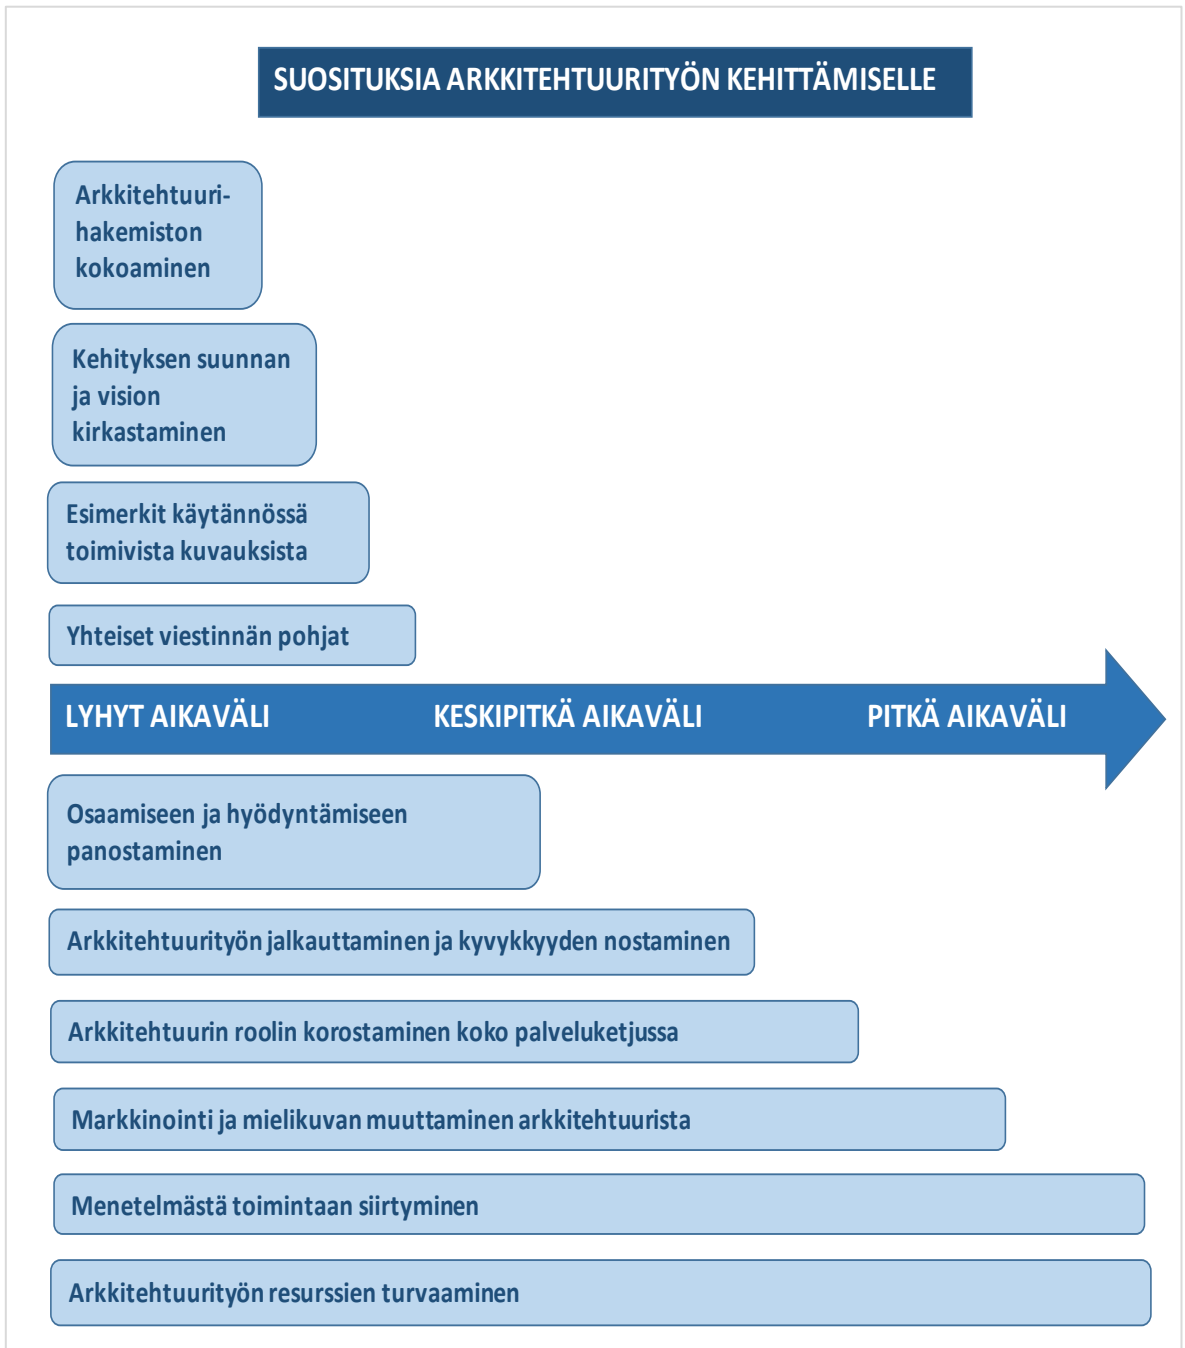 SUOSITUKSIA ARKKITEHTUURITYÖN KEHITTÄMISELLE
Arkkitehtuuri-
hakemiston
kokoaminen
Kehityksen suunnan
ja vision
kirkastaminen
Esimerkit käytännössä
toimivista kuvauksista
Yhteiset viestinnän pohjat
LYHYT AIKAVÄLI KESKIPITKÄ AIKAVÄLI PITKÄ AIKAVÄLI
Osaamiseen ja hyödyntämiseen
panostaminen
Arkkitehtuurityön jalkauttaminen ja kyvykkyyden nostaminen
Arkkitehtuurin roolin korostaminen koko palveluketjussa
Markkinointi ja mielikuvan muuttaminen arkkitehtuurista
Menetelmästä toimintaan siirtyminen
Arkkitehtuurityön resurssien turvaaminen